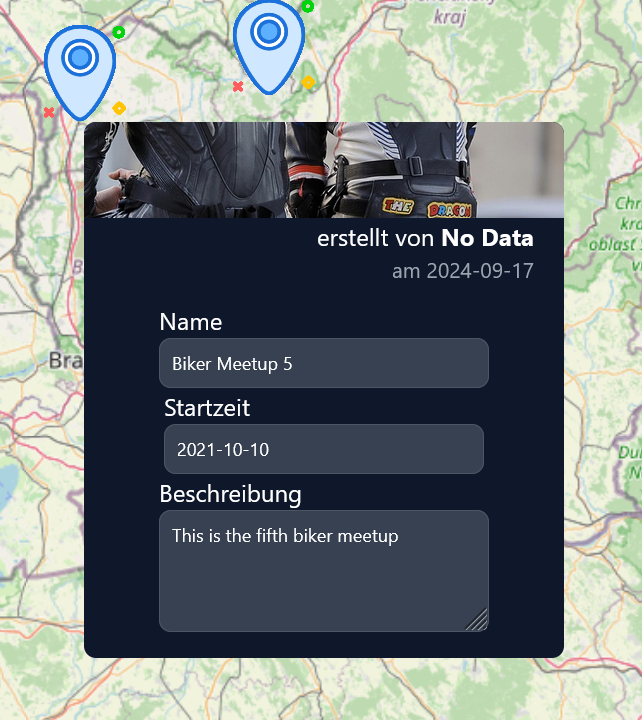 kraj
THE DRAGON
erstellt von No Data
am 2024-09-17
Chr
kra
oblast
Bra
Name
Biker Meetup 5
Startzeit
2021-10-10
Beschreibung
This is the fifth biker meetup